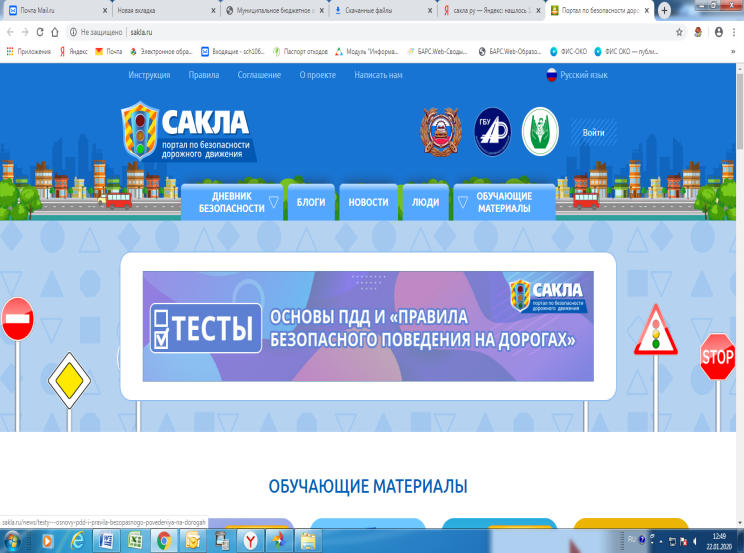 Почта Mail.ru
Новая вкладка
Муниципальное бюджетное
Скачанные файлы
сакла ру — Яндекс: нашлось
Портал по безопасности доро
Не защищено | sakla.ru
Приложения
Яндекс
Почта
Электронное обра...
Входящие - sch106...
Паспорт отходов
Модуль "Информа...
БАРС.Web-Своды...
БАРС.Web-Образо...
ФИС-ОКО
ФИС ОКО — публи...
Инструкция
Правила
Соглашение
О проекте
Написать нам
Русский язык
САКЛА
портал по безопасности
дорожного движения
ГБУ
Войти
ДНЕВНИК
БЕЗОПАСНОСТИ
БЛОГИ
НОВОСТИ
ЛЮДИ
ОБУЧАЮЩИЕ
МАТЕРИАЛЫ
САКЛА
портал по безопасности
дорожного движения
ТЕСТЫ
ОСНОВЫ ПДД И «ПРАВИЛА
БЕЗОПАСНОГО ПОВЕДЕНИЯ НА ДОРОГАХ»
STOP
ОБУЧАЮЩИЕ МАТЕРИАЛЫ
sakla.ru/news/testy---osnovy-pdd-i-pravila-bezopasnogo-povedeniya-na-dorogah
RU
12:49
22.01.2020